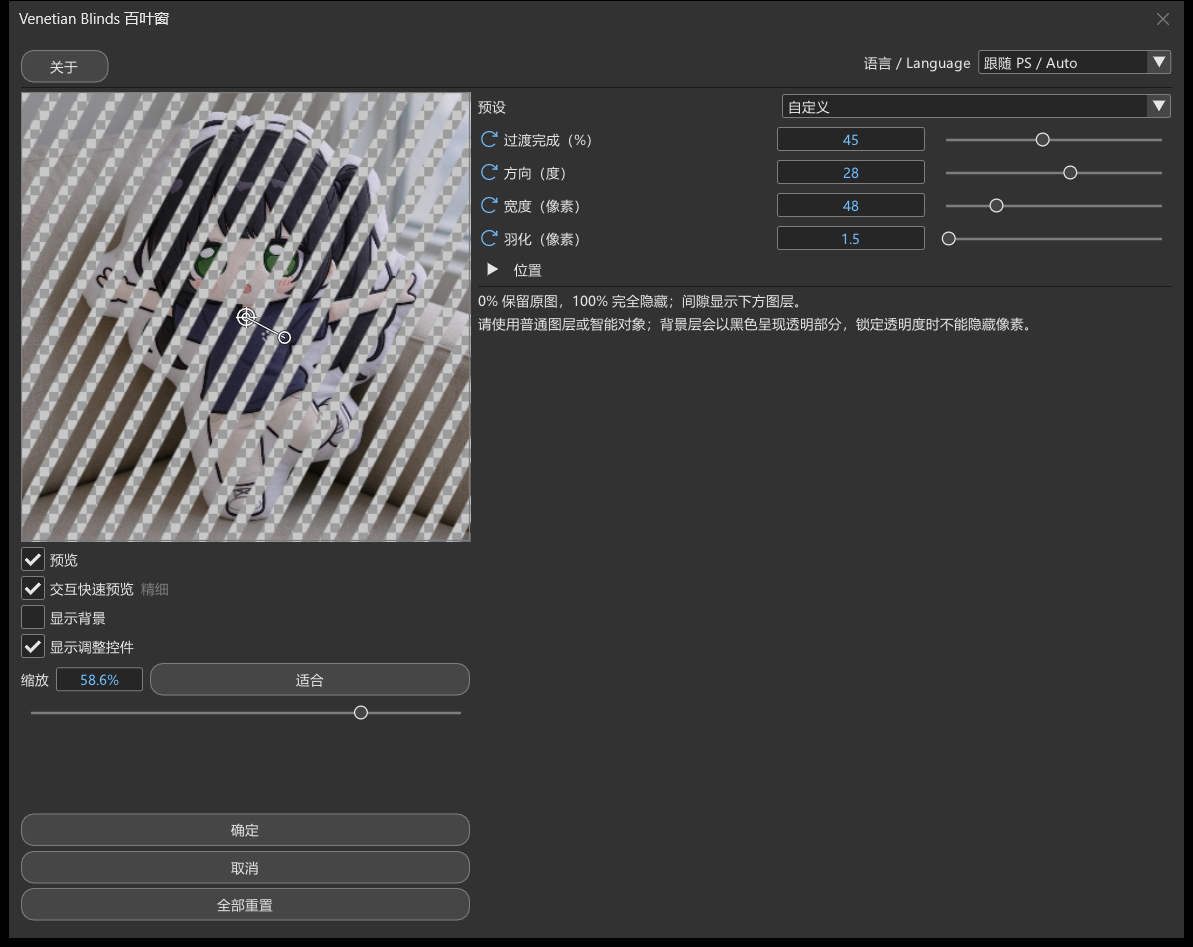 Venetian Blinds 百叶窗
关于
语言 / Language 跟随 PS / Auto
预设 自定义
过渡完成（%） 45
方向（度） 28
宽度（像素） 48
羽化（像素） 1.5
位置
0% 保留原图，100% 完全隐藏；间隙显示下方图层。
请使用普通图层或智能对象；背景层会以黑色呈现透明部分，锁定透明度时不能隐藏像素。
预览
交互快速预览 精细
显示背景
显示调整控件
缩放 58.6% 适合
确定
取消
全部重置